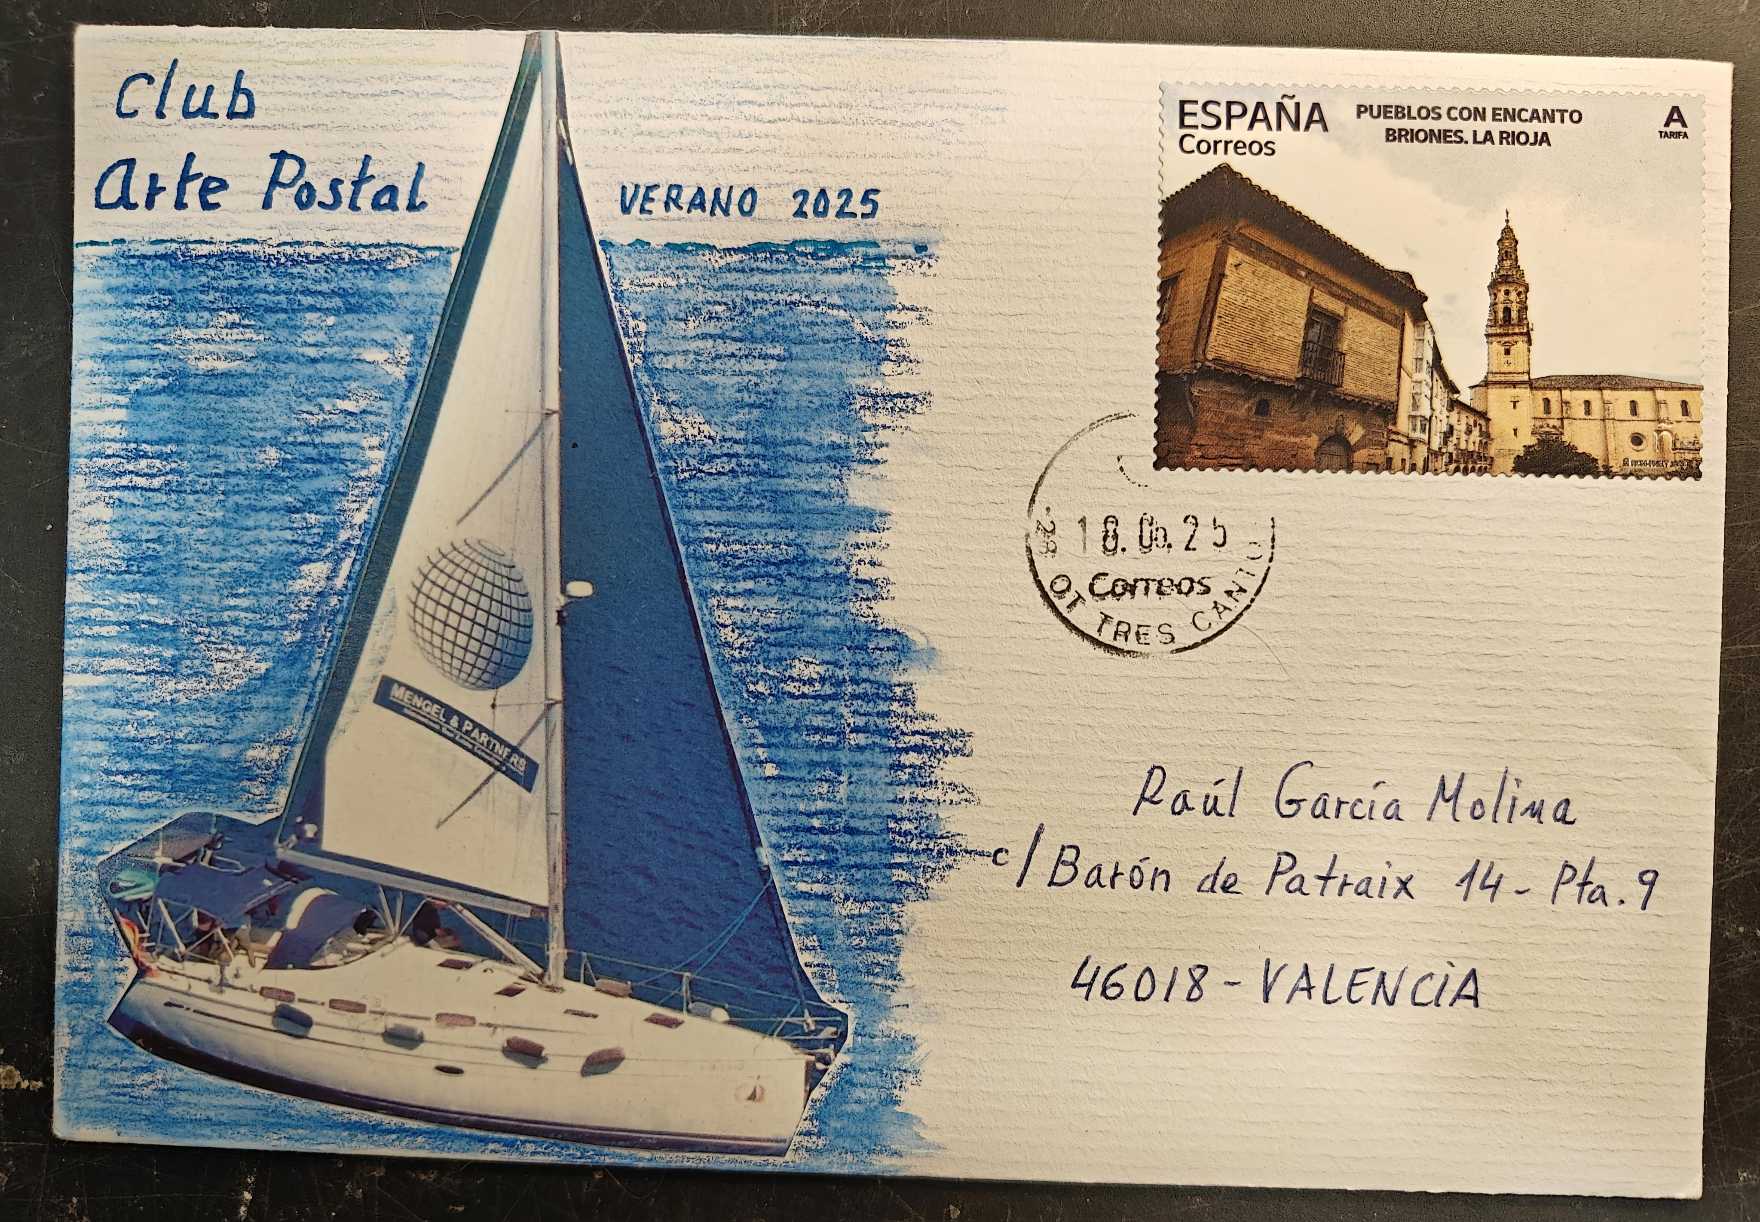 Club
Arte Postal
VERANO 2025
ESPAÑA
Correos
PUEBLOS CON ENCANTO
BRIONES. LA RIOJA
A
TARIFA
MENGEL & PARTNERS
Correos
OT TRES CANTO
Raúl García Molina
c/ Barón de Patraix 14 - Pta. 9
46018 - VALENCIA